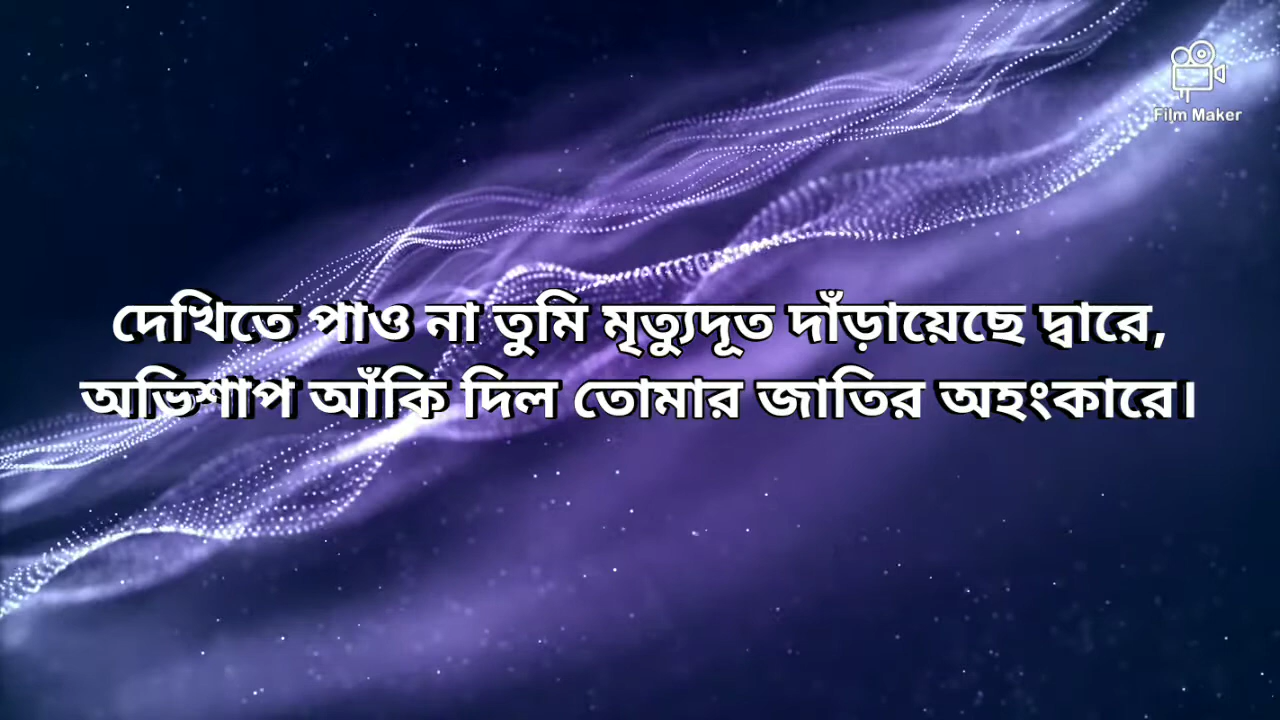 Film Maker
দেখিতে পাও না তুমি মৃত্যুদূত দাঁড়ায়েছে দ্বারে,
অভিশাপ আঁকি দিল তোমার জাতির অহংকারে।